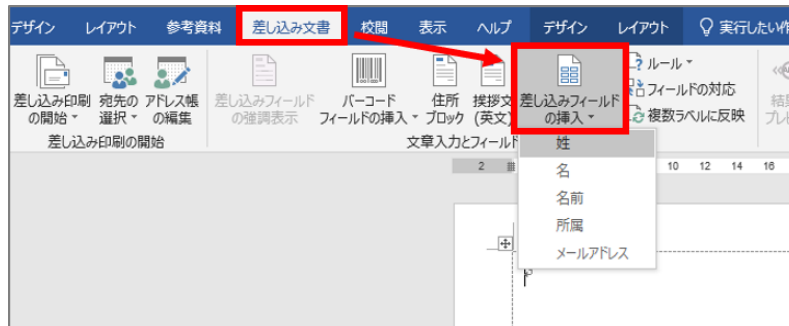 デザイン レイアウト 参考資料 差し込み文書 校閲 表示 ヘルプ デザイン レイアウト 実行したい作
差し込み印刷の開始 宛先の選択 アドレス帳の編集 差し込みフィールドの強調表示 バーコードフィールドの挿入 住所ブロック 挨拶文(英文) 差し込みフィールドの挿入
ルール
フィールドの対応
複数ラベルに反映
差し込み印刷の開始 文章入力とフィールド
姓
名
名前
所属
メールアドレス
2 10 12 14 16